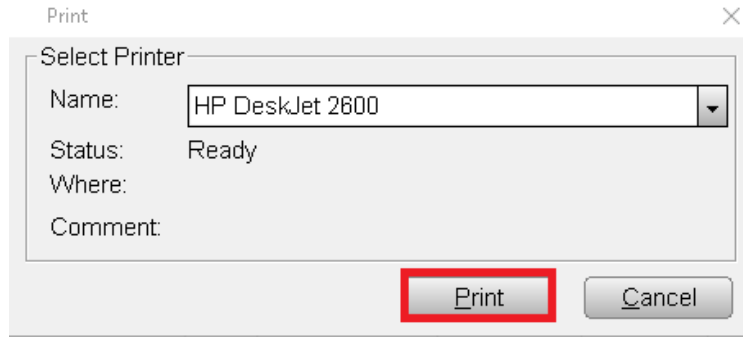 Print
Select Printer
Name: HP DeskJet 2600
Status: Ready
Where:
Comment:
Print Cancel